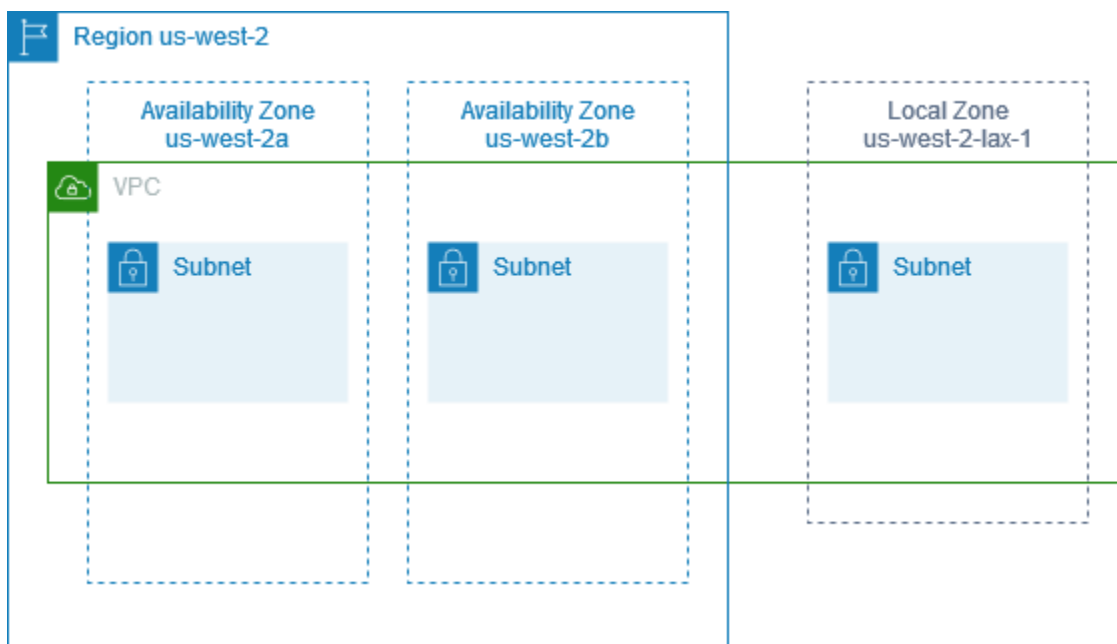 Region us-west-2
Availability Zone
us-west-2a
Availability Zone
us-west-2b
Local Zone
us-west-2-lax-1
VPC
Subnet
Subnet
Subnet